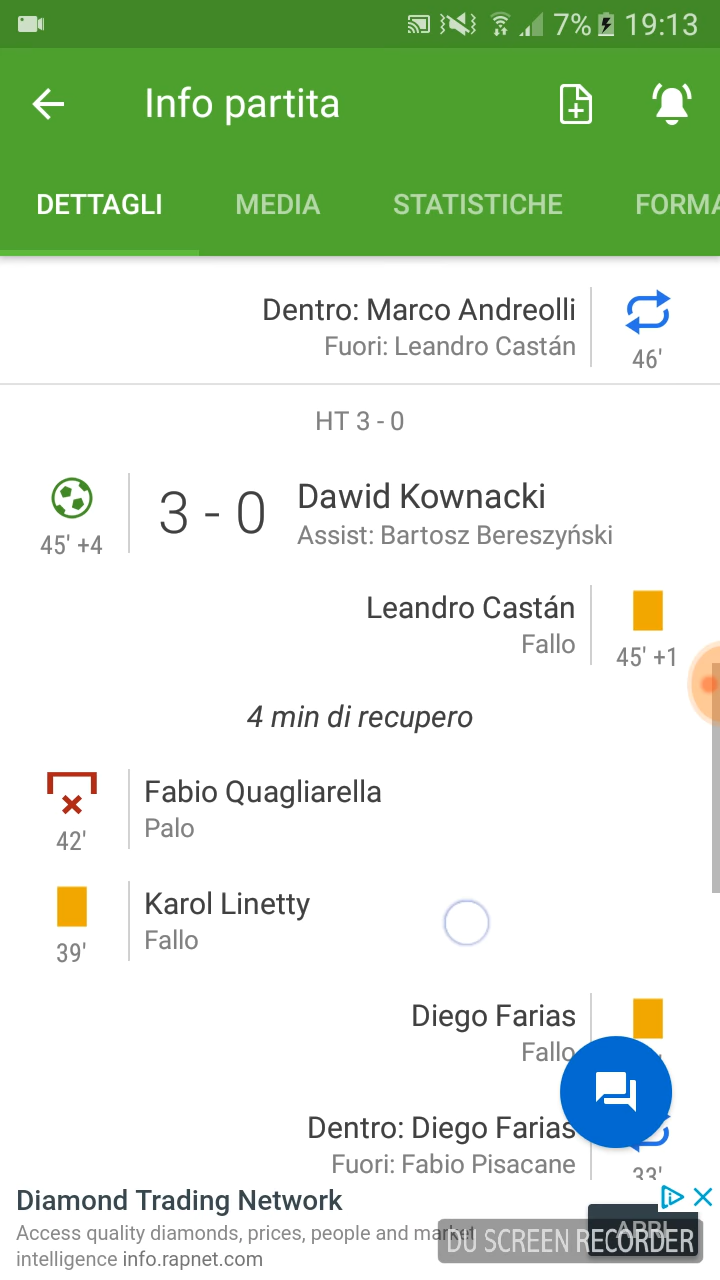 7% 19:13
Info partita
DETTAGLI MEDIA STATISTICHE FORMA
Dentro: Marco Andreolli
Fuori: Leandro Castán
46'
HT 3 - 0
3 - 0
Dawid Kownacki
Assist: Bartosz Bereszyński
45' +4
Leandro Castán
Fallo
45' +1
4 min di recupero
Fabio Quagliarella
Palo
42'
Karol Linetty
Fallo
39'
Diego Farias
Fallo
Dentro: Diego Farias
Fuori: Fabio Pisacane
33'
Diamond Trading Network
Access quality diamonds, prices, people and market
intelligence info.rapnet.com
APRI
DU SCREEN RECORDER